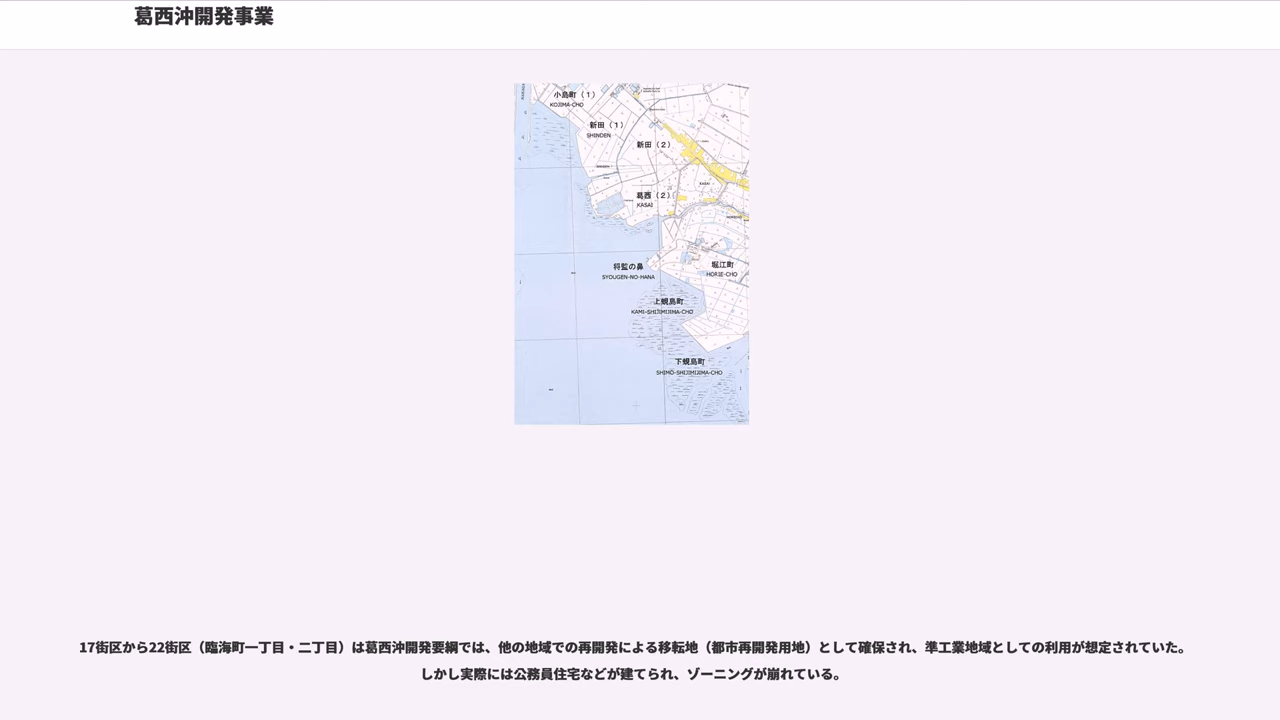 葛西沖開発事業
小島町（１）
KOJIMA-CHO
新田（１）
SHINDEN
新田（２）
葛西（２）
KASAI
KASAI
将監の鼻
SYOUGEN-NO-HANA
堀江町
HORIE-CHO
上蜆島町
KAMI-SHIJIMIJIMA-CHO
下蜆島町
SHIMO-SHIJIMIJIMA-CHO
17街区から22街区（臨海町一丁目・二丁目）は葛西沖開発要綱では、他の地域での再開発による移転地（都市再開発用地）として確保され、準工業地域としての利用が想定されていた。
しかし実際には公務員住宅などが建てられ、ゾーニングが崩れている。